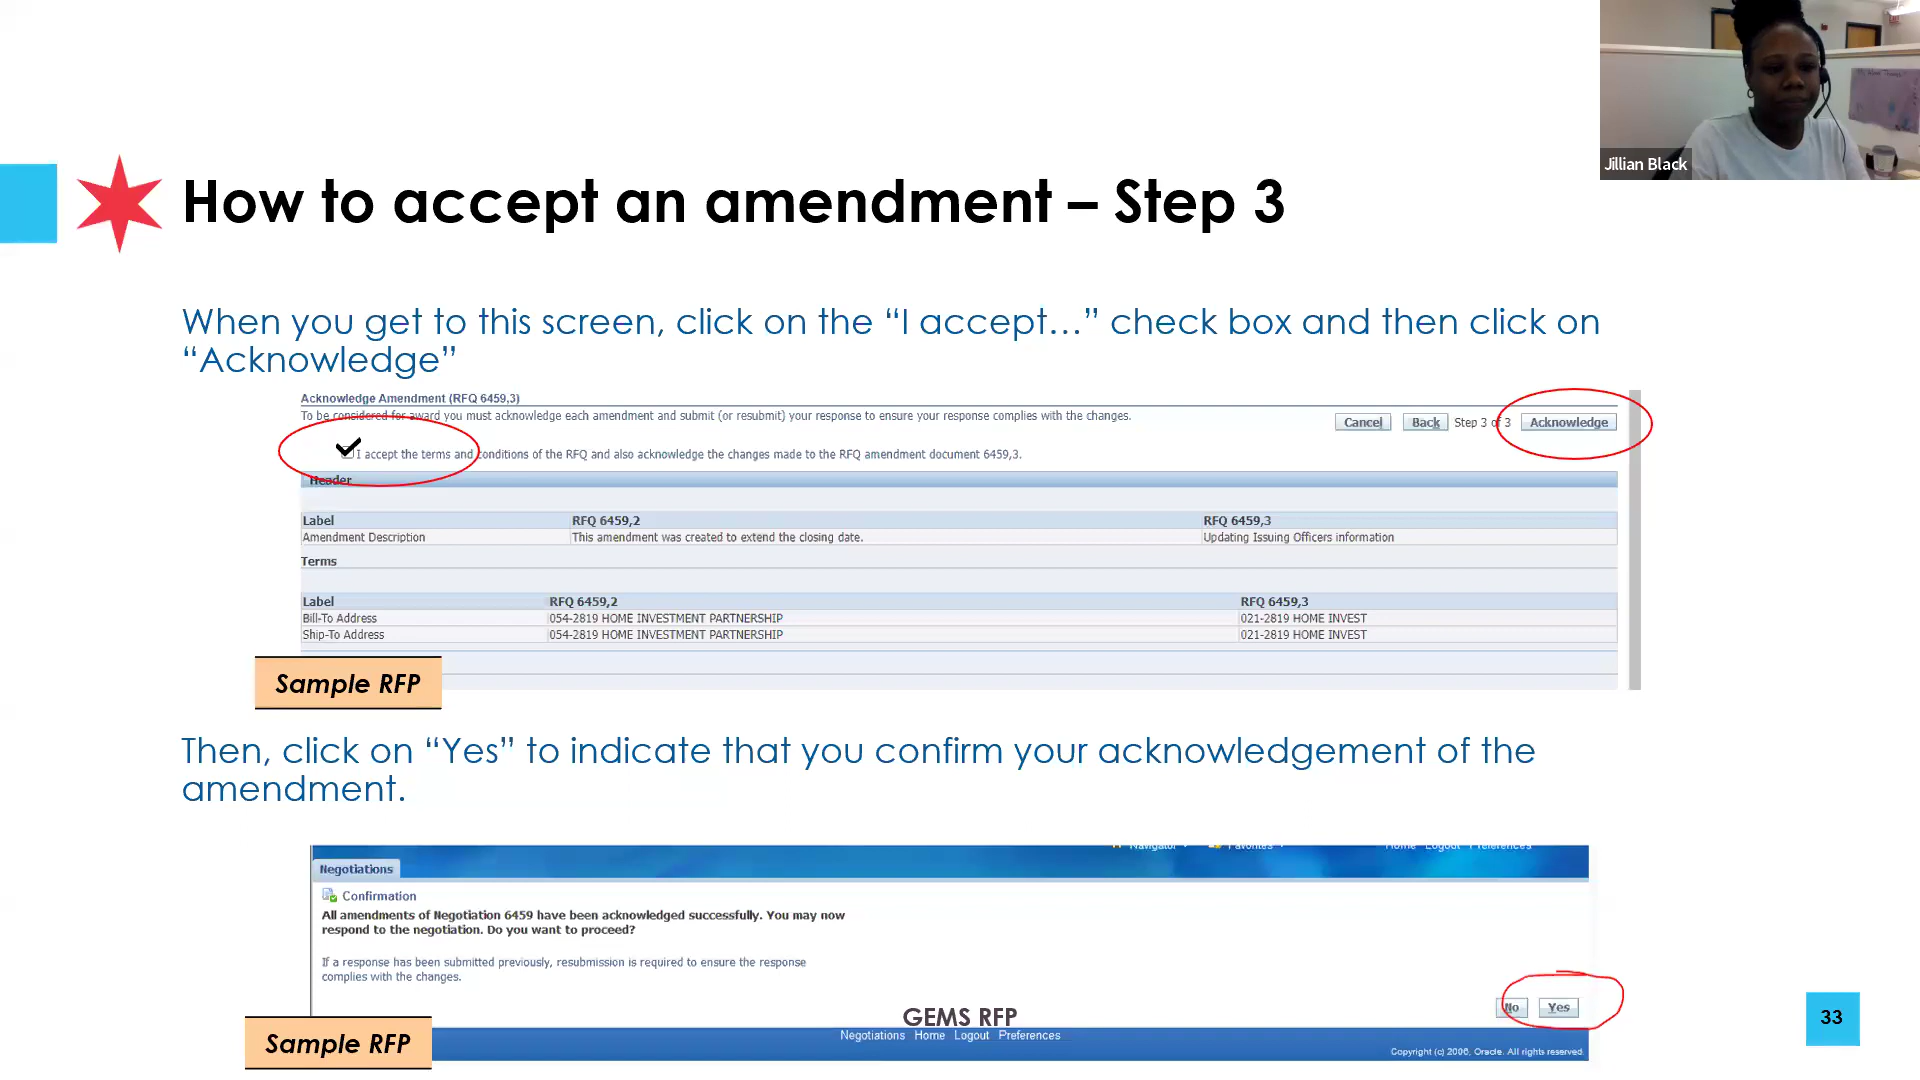 Jillian Black
How to accept an amendment – Step 3
When you get to this screen, click on the “I accept…” check box and then click on
“Acknowledge”
Acknowledge Amendment (RFQ 6459,3)
To be considered for award you must acknowledge each amendment and submit (or resubmit) your response to ensure your response complies with the changes.
Cancel Back Step 3 of 3 Acknowledge
I accept the terms and conditions of the RFQ and also acknowledge the changes made to the RFQ amendment document 6459,3.
Header
Label RFQ 6459,2 RFQ 6459,3
Amendment Description This amendment was created to extend the closing date. Updating Issuing Officers information
Terms
Label RFQ 6459,2 RFQ 6459,3
Bill-To Address 054-2819 HOME INVESTMENT PARTNERSHIP 021-2819 HOME INVEST
Ship-To Address 054-2819 HOME INVESTMENT PARTNERSHIP 021-2819 HOME INVEST
Sample RFP
Then, click on “Yes” to indicate that you confirm your acknowledgement of the
amendment.
Navigator Favorites Home Logout Preferences
Negotiations
Confirmation
All amendments of Negotiation 6459 have been acknowledged successfully. You may now
respond to the negotiation. Do you want to proceed?
If a response has been submitted previously, resubmission is required to ensure the response
complies with the changes.
No Yes
GEMS RFP
33
Negotiations Home Logout Preferences
Sample RFP
Copyright (c) 2006, Oracle. All rights reserved.